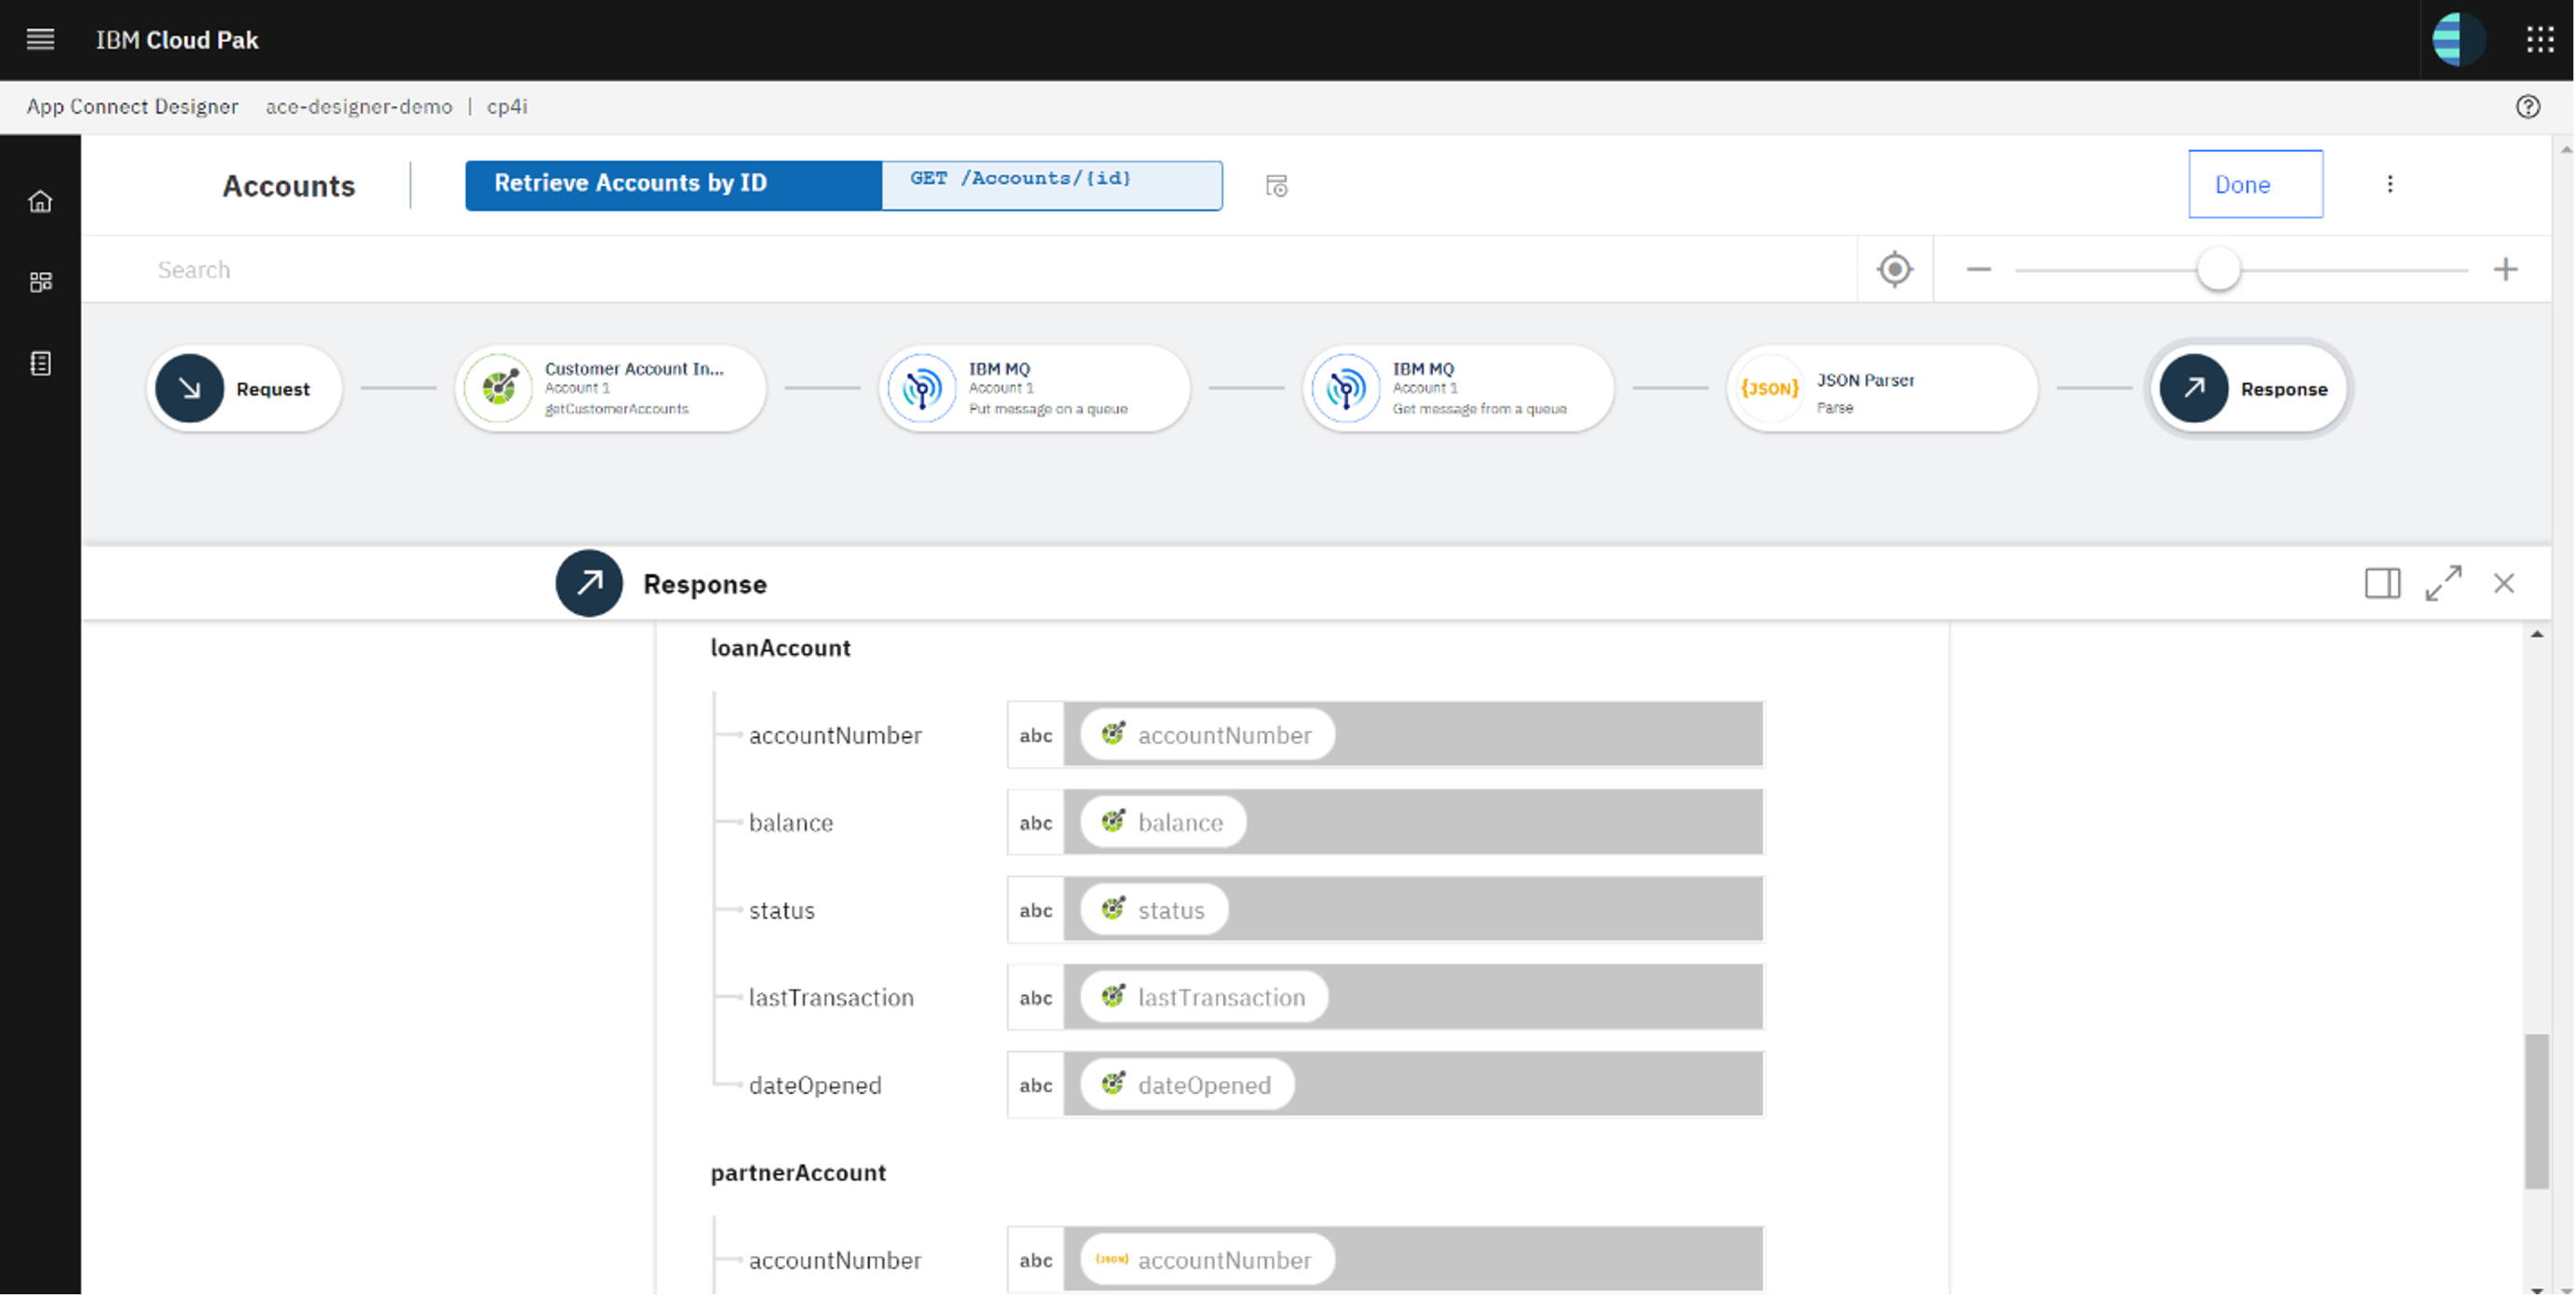 IBM Cloud Pak
App Connect Designer ace-designer-demo | cp4i
Accounts
Retrieve Accounts by ID GET /Accounts/{id}
Done
Search
Request
Customer Account In...
Account 1
getCustomerAccounts
IBM MQ
Account 1
Put message on a queue
IBM MQ
Account 1
Get message from a queue
{JSON}
JSON Parser
Parse
Response
Response
loanAccount
accountNumber abc accountNumber
balance abc balance
status abc status
lastTransaction abc lastTransaction
dateOpened abc dateOpened
partnerAccount
accountNumber abc {JSON} accountNumber